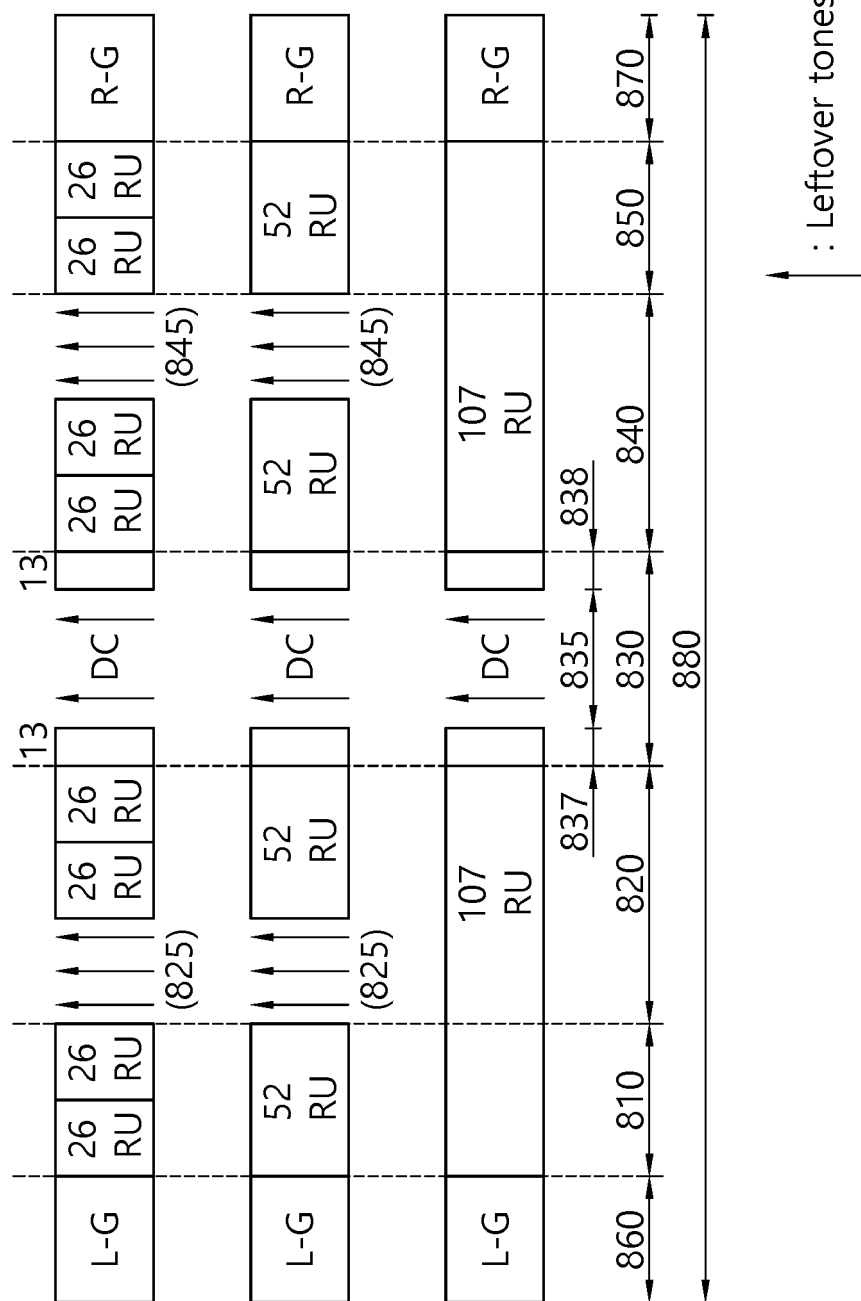 13 13
L-G 26 26 26 26 DC 26 26 26 26 R-G
RU RU RU RU RU RU RU RU
(825) (845)
L-G 52 52 DC 52 52 R-G
RU RU RU RU
(825) (845)
L-G 107 DC 107 R-G
RU RU
837 835 838
860 810 820 830 840 850 870
880
: Leftover tones